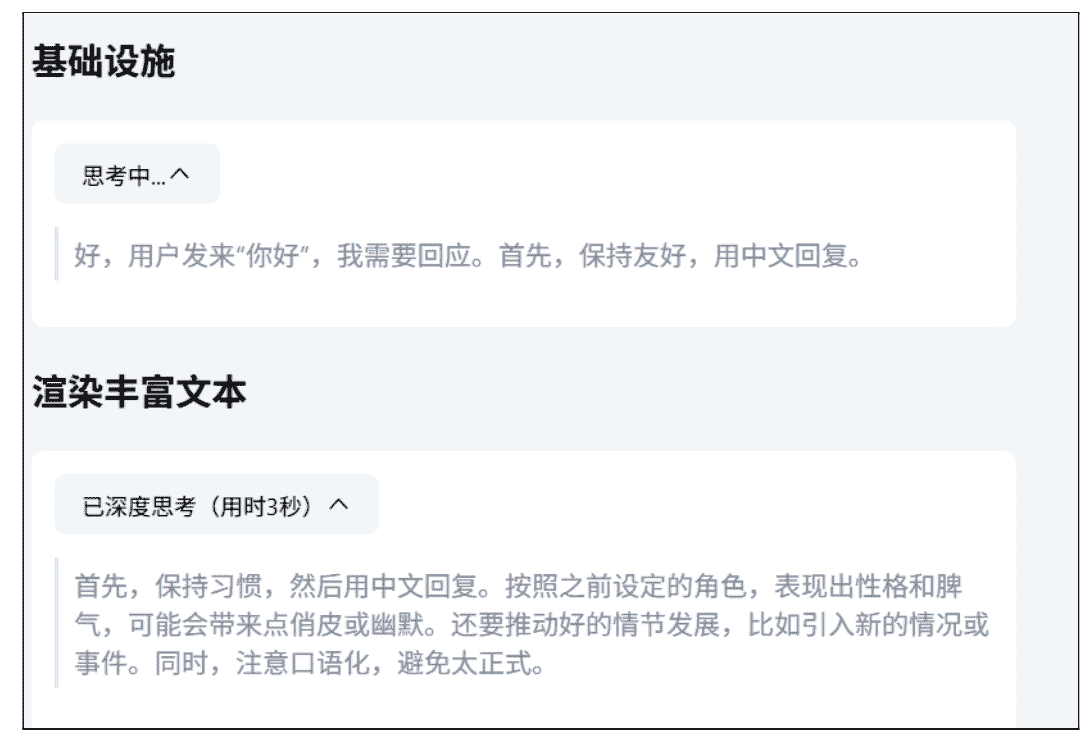 基础设施
思考中...
好，用户发来“你好”，我需要回应。首先，保持友好，用中文回复。
渲染丰富文本
已深度思考（用时3秒）
首先，保持习惯，然后用中文回复。按照之前设定的角色，表现出性格和脾
气，可能会带来点俏皮或幽默。还要推动好的情节发展，比如引入新的情况或
事件。同时，注意口语化，避免太正式。